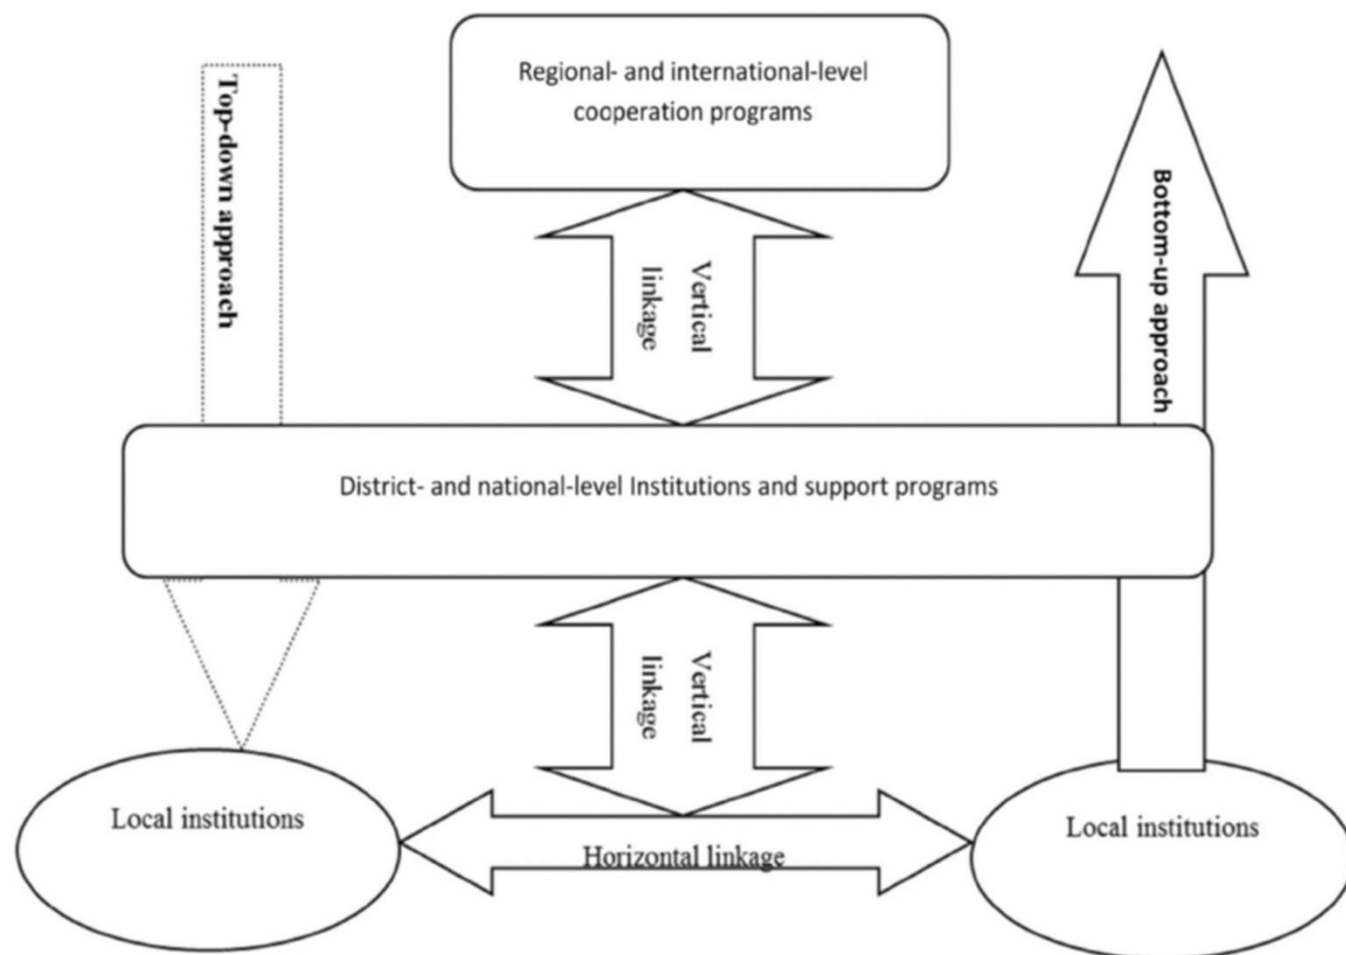 Regional- and international-level
cooperation programs
Top-down approach
Bottom-up approach
Vertical
linkage
District- and national-level Institutions and support programs
Vertical
linkage
Local institutions
Local institutions
Horizontal linkage